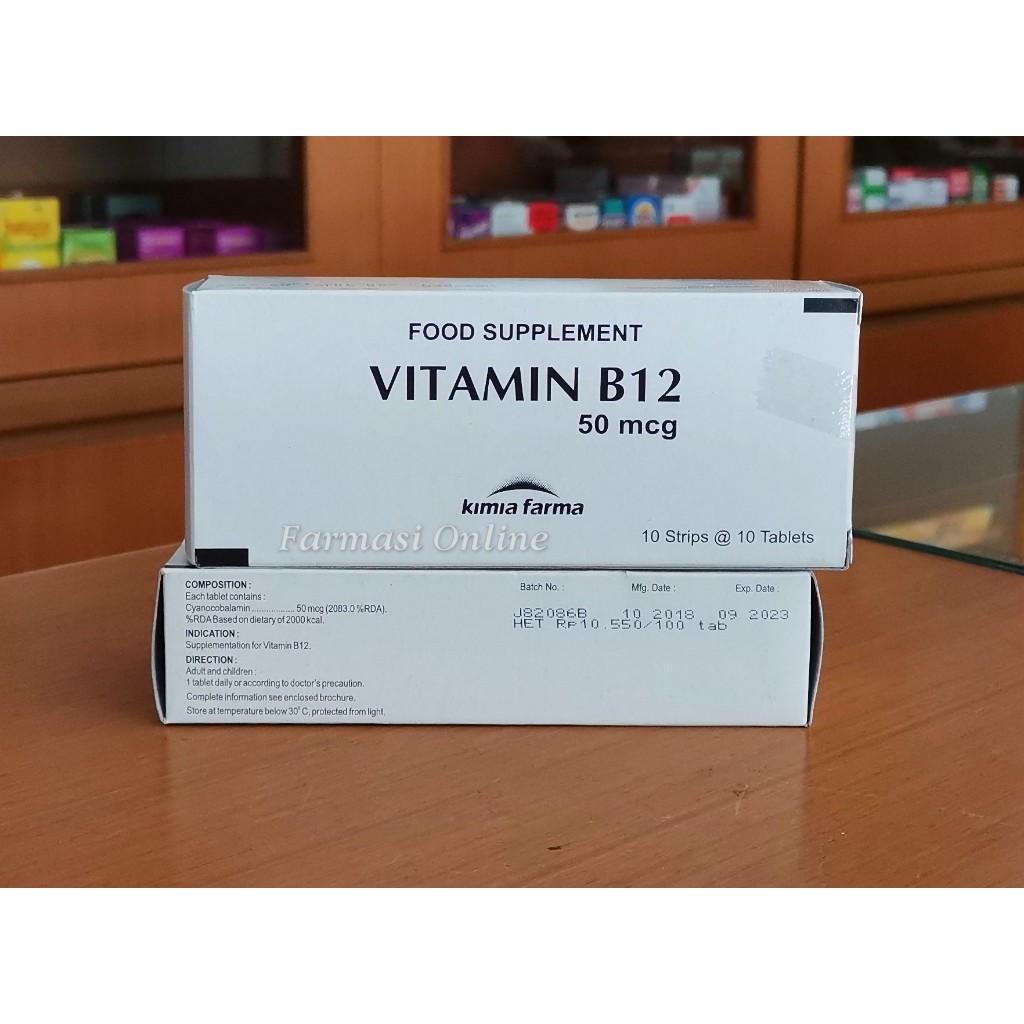 FOOD SUPPLEMENT
VITAMIN B12
50 mcg
kimia farma
Farmasi Online
10 Strips @ 10 Tablets
COMPOSITION :
Each tablet contains :
Cyanocobalamin .................. 50 mcg (2083.0 %RDA).
%RDA Based on dietary of 2000 kcal.
INDICATION :
Supplementation for Vitamin B12.
DIRECTION :
Adult and children :
1 tablet daily or according to doctor's precaution.
Complete information see enclosed brochure.
Store at temperature below 30° C, protected from light.
Batch No. : Mfg. Date : Exp. Date :
J82086B 10 2018 09 2023
HET Rp10.550/100 tab